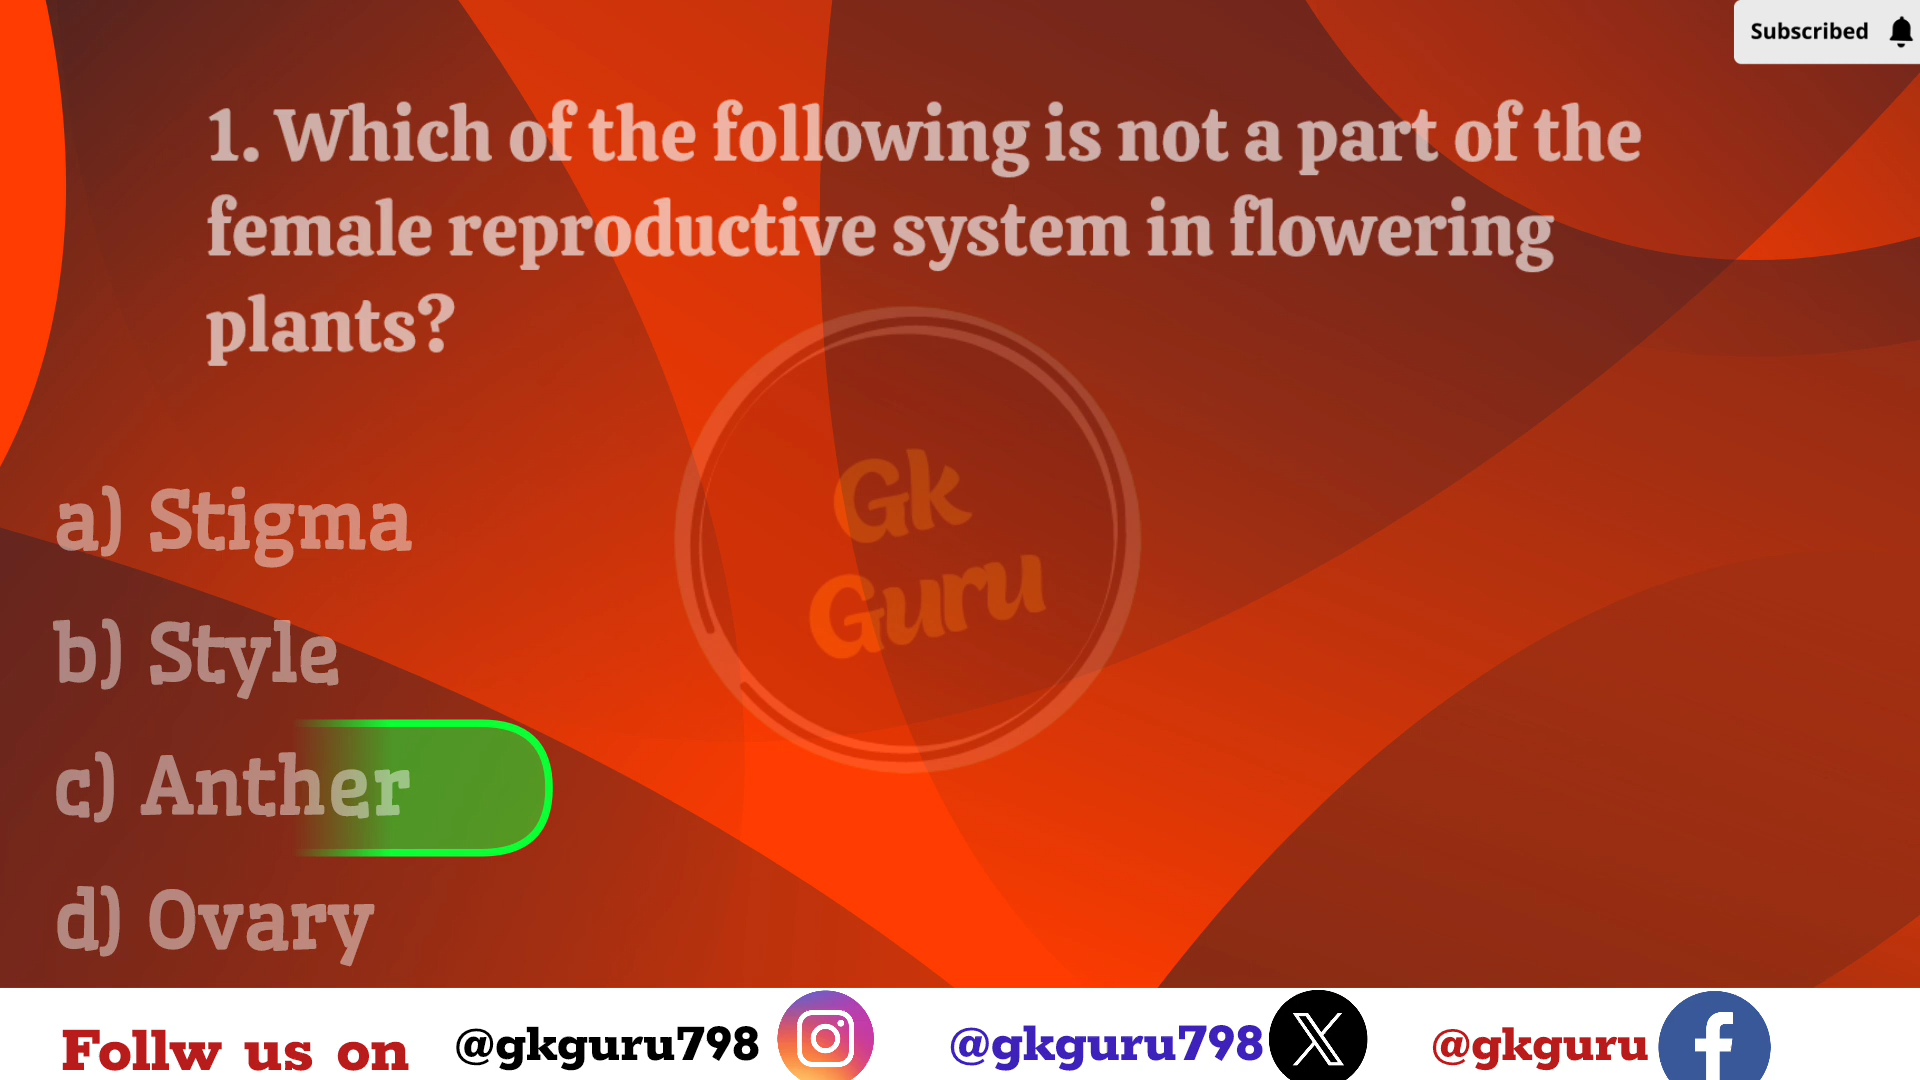 Subscribed
1. Which of the following is not a part of the
female reproductive system in flowering
plants?
Gk
Guru
a) Stigma
b) Style
c) Anther
d) Ovary
Follw us on @gkguru798 @gkguru798 @gkguru